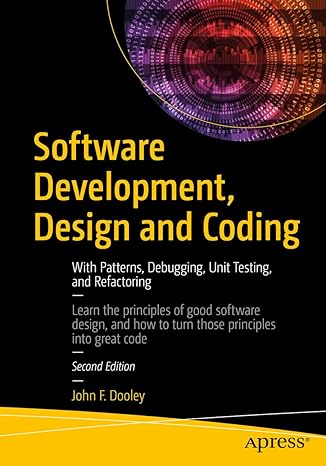 Software
Development,
Design and Coding
With Patterns, Debugging, Unit Testing,
and Refactoring
—
Learn the principles of good software
design, and how to turn those principles
into great code
—
Second Edition
—
John F. Dooley
Apress®